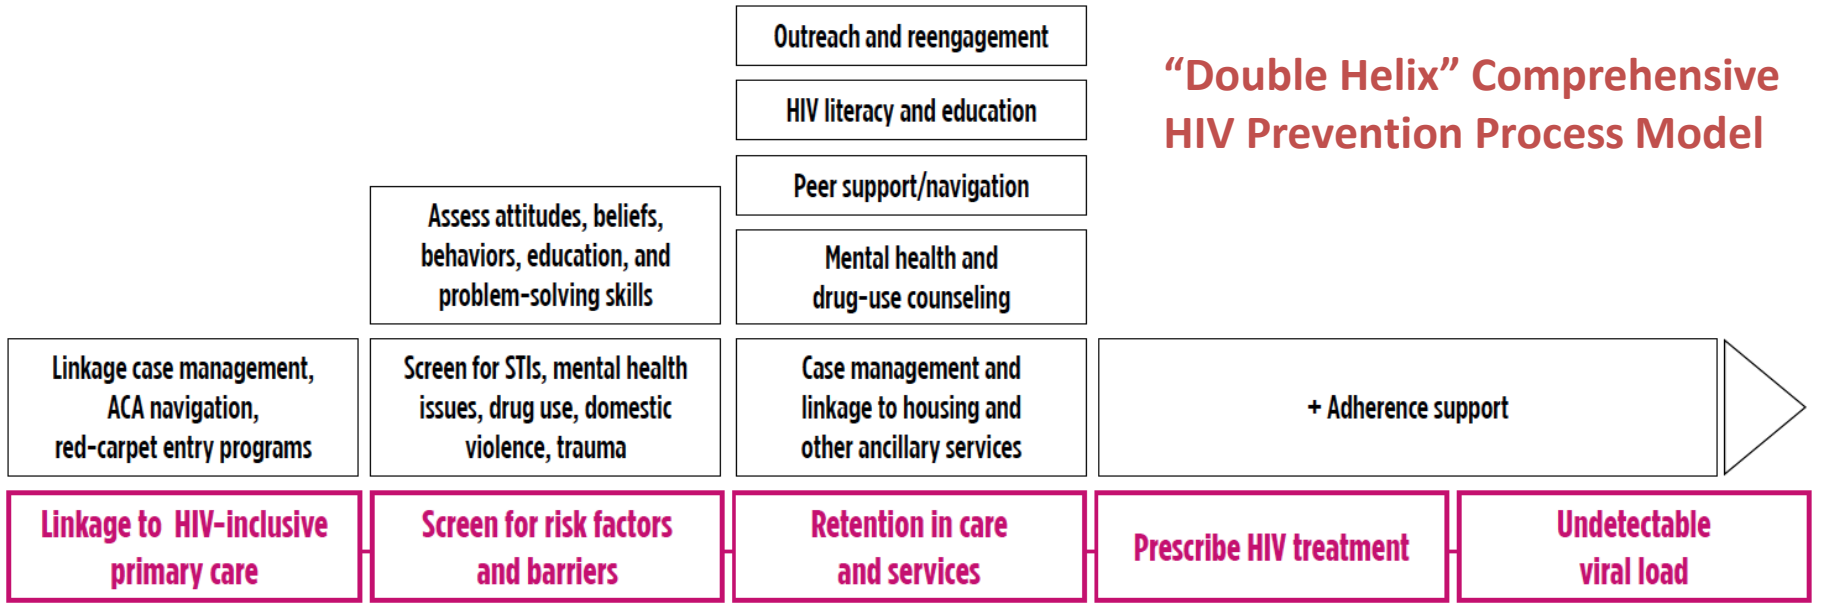 “Double Helix” Comprehensive
HIV Prevention Process Model
Outreach and reengagement
HIV literacy and education
Peer support/navigation
Assess attitudes, beliefs,
behaviors, education, and
problem-solving skills
Mental health and
drug-use counseling
Linkage case management,
ACA navigation,
red-carpet entry programs
Screen for STIs, mental health
issues, drug use, domestic
violence, trauma
Case management and
linkage to housing and
other ancillary services
+ Adherence support
Linkage to HIV-inclusive
primary care
Screen for risk factors
and barriers
Retention in care
and services
Prescribe HIV treatment
Undetectable
viral load